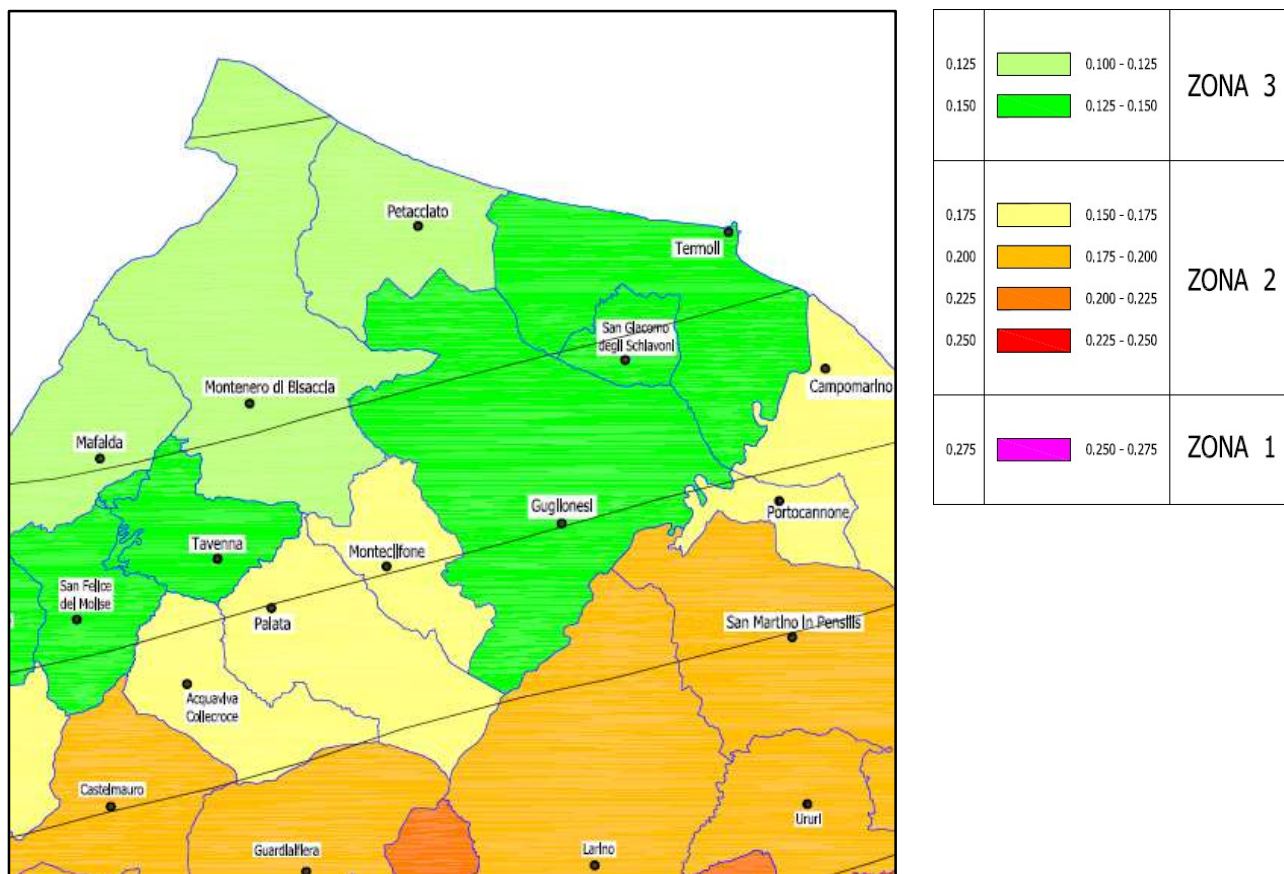 Petacciato
Termoli
San Giacomo
degli Schiavoni
Campomarino
Montenero di Bisaccia
Mafalda
Guglionesi
Portocannone
Tavenna
Montecilfone
San Felice
del Molise
Palata
San Martino in Pensilis
Acquaviva
Collecroce
Castelmauro
Ururi
Guardialfiera
Larino
0.125 0.100 - 0.125
ZONA 3
0.150 0.125 - 0.150
0.175 0.150 - 0.175
0.200 0.175 - 0.200
ZONA 2
0.225 0.200 - 0.225
0.250 0.225 - 0.250
0.275 0.250 - 0.275 ZONA 1